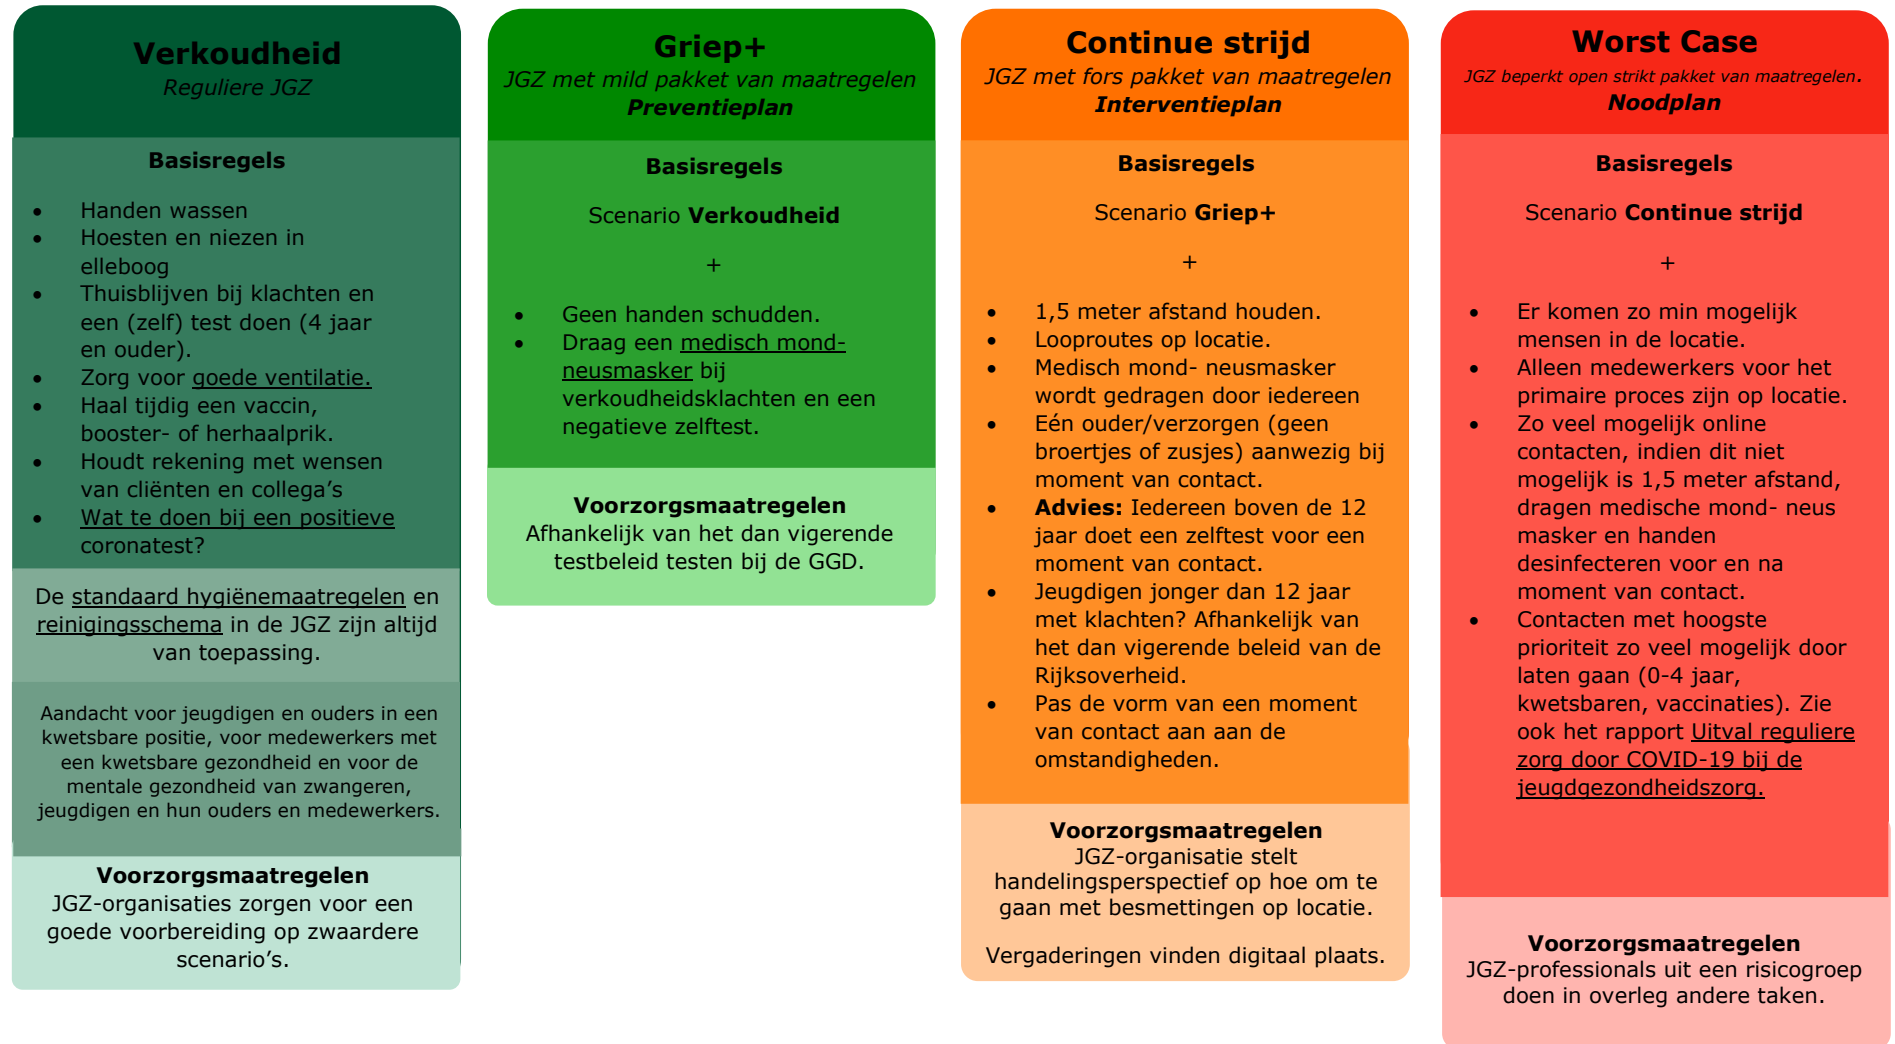 Verkoudheid
Reguliere JGZ
Basisregels
• Handen wassen
• Hoesten en niezen in
elleboog
• Thuisblijven bij klachten en
een (zelf) test doen (4 jaar
en ouder).
• Zorg voor goede ventilatie.
• Haal tijdig een vaccin,
booster- of herhaalprik.
• Houdt rekening met wensen
van cliënten en collega's
• Wat te doen bij een positieve
coronatest?
De standaard hygiënemaatregelen en
reinigingsschema in de JGZ zijn altijd
van toepassing.
Aandacht voor jeugdigen en ouders in een
kwetsbare positie, voor medewerkers met
een kwetsbare gezondheid en voor de
mentale gezondheid van zwangeren,
jeugdigen en hun ouders en medewerkers.
Voorzorgsmaatregelen
JGZ-organisaties zorgen voor een
goede voorbereiding op zwaardere
scenario's.
Griep+
JGZ met mild pakket van maatregelen
Preventieplan
Basisregels
Scenario Verkoudheid
+
• Geen handen schudden.
• Draag een medisch mond-
neusmasker bij
verkoudheidsklachten en een
negatieve zelftest.
Voorzorgsmaatregelen
Afhankelijk van het dan vigerende
testbeleid testen bij de GGD.
Continue strijd
JGZ met fors pakket van maatregelen
Interventieplan
Basisregels
Scenario Griep+
+
• 1,5 meter afstand houden.
• Looproutes op locatie.
• Medisch mond- neusmasker
wordt gedragen door iedereen
• Eén ouder/verzorgen (geen
broertjes of zusjes) aanwezig bij
moment van contact.
• Advies: Iedereen boven de 12
jaar doet een zelftest voor een
moment van contact.
• Jeugdigen jonger dan 12 jaar
met klachten? Afhankelijk van
het dan vigerende beleid van de
Rijksoverheid.
• Pas de vorm van een moment
van contact aan aan de
omstandigheden.
Voorzorgsmaatregelen
JGZ-organisatie stelt
handelingsperspectief op hoe om te
gaan met besmettingen op locatie.
Vergaderingen vinden digitaal plaats.
Worst Case
JGZ beperkt open strikt pakket van maatregelen.
Noodplan
Basisregels
Scenario Continue strijd
+
• Er komen zo min mogelijk
mensen in de locatie.
• Alleen medewerkers voor het
primaire proces zijn op locatie.
• Zo veel mogelijk online
contacten, indien dit niet
mogelijk is 1,5 meter afstand,
dragen medische mond- neus
masker en handen
desinfecteren voor en na
moment van contact.
• Contacten met hoogste
prioriteit zo veel mogelijk door
laten gaan (0-4 jaar,
kwetsbaren, vaccinaties). Zie
ook het rapport Uitval reguliere
zorg door COVID-19 bij de
jeugdgezondheidszorg.
Voorzorgsmaatregelen
JGZ-professionals uit een risicogroep
doen in overleg andere taken.